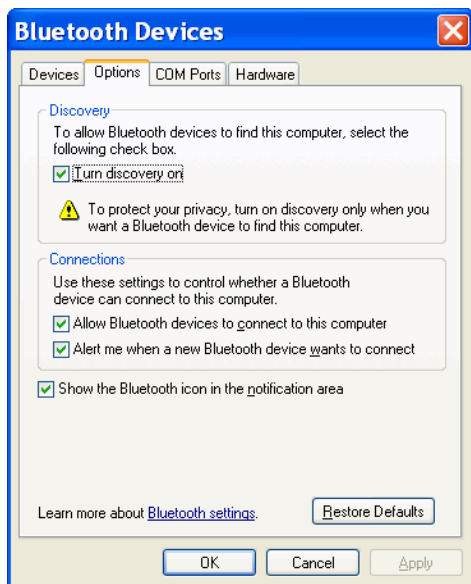 Bluetooth Devices
Devices Options COM Ports Hardware
Discovery
To allow Bluetooth devices to find this computer, select the
following check box.
Turn discovery on
To protect your privacy, turn on discovery only when you
want a Bluetooth device to find this computer.
Connections
Use these settings to control whether a Bluetooth
device can connect to this computer.
Allow Bluetooth devices to connect to this computer
Alert me when a new Bluetooth device wants to connect
Show the Bluetooth icon in the notification area
Learn more about Bluetooth settings. Restore Defaults
OK Cancel Apply